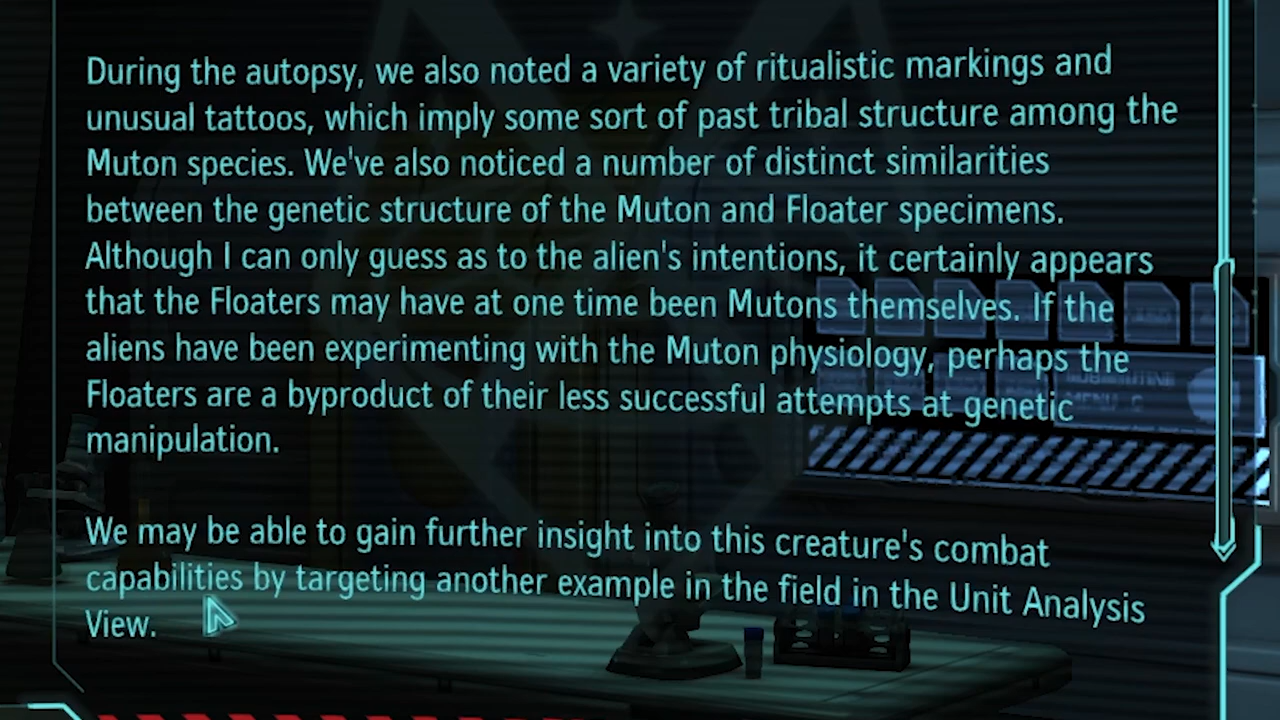 During the autopsy, we also noted a variety of ritualistic markings and
unusual tattoos, which imply some sort of past tribal structure among the
Muton species. We've also noticed a number of distinct similarities
between the genetic structure of the Muton and Floater specimens.
Although I can only guess as to the alien's intentions, it certainly appears
that the Floaters may have at one time been Mutons themselves. If the
aliens have been experimenting with the Muton physiology, perhaps the
Floaters are a byproduct of their less successful attempts at genetic
manipulation.
We may be able to gain further insight into this creature's combat
capabilities by targeting another example in the field in the Unit Analysis
View.